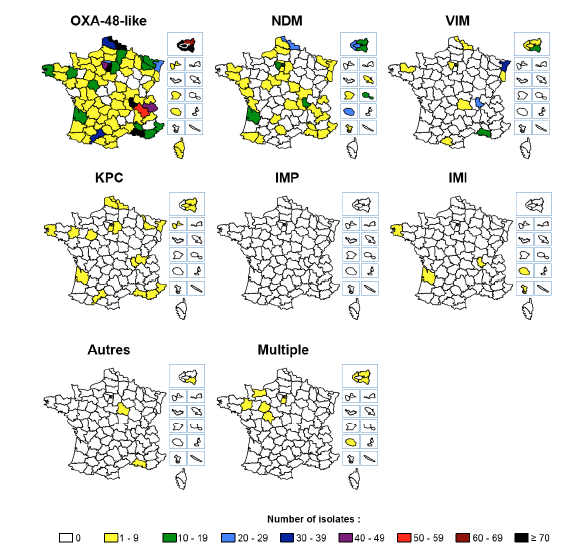 OXA-48-like NDM VIM
KPC IMP IMI
Autres Multiple
Number of isolates :
0 1 - 9 10 - 19 20 - 29 30 - 39 40 - 49 50 - 59 60 - 69 ≥ 70